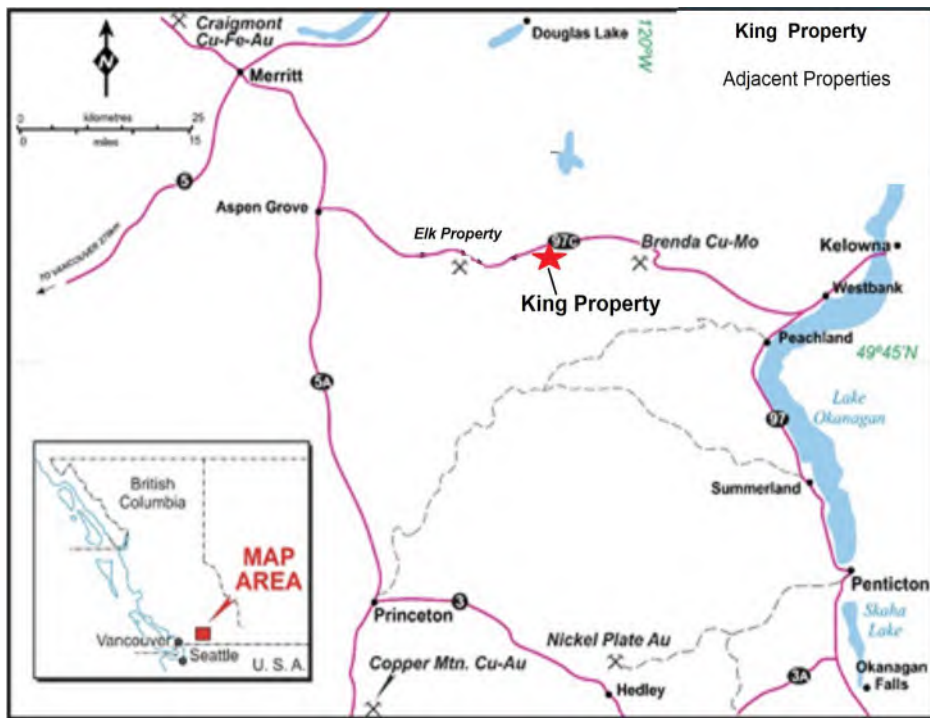 Craigmont
Cu-Fe-Au
Douglas Lake
120°W
King Property
Adjacent Properties
N
Merritt
0 kilometres 25
0 miles 15
5
Aspen Grove
TO VANCOUVER 270km
Elk Property
97C
Brenda Cu-Mo
Kelowna
King Property
Westbank
Peachland
49°45'N
5A
Lake
Okanagan
97
Summerland
British
Columbia
MAP
AREA
Vancouver
Seattle
U. S. A.
Princeton
3
Penticton
Nickel Plate Au
Skaha
Lake
Copper Mtn. Cu-Au
Hedley
3A
Okanagan
Falls